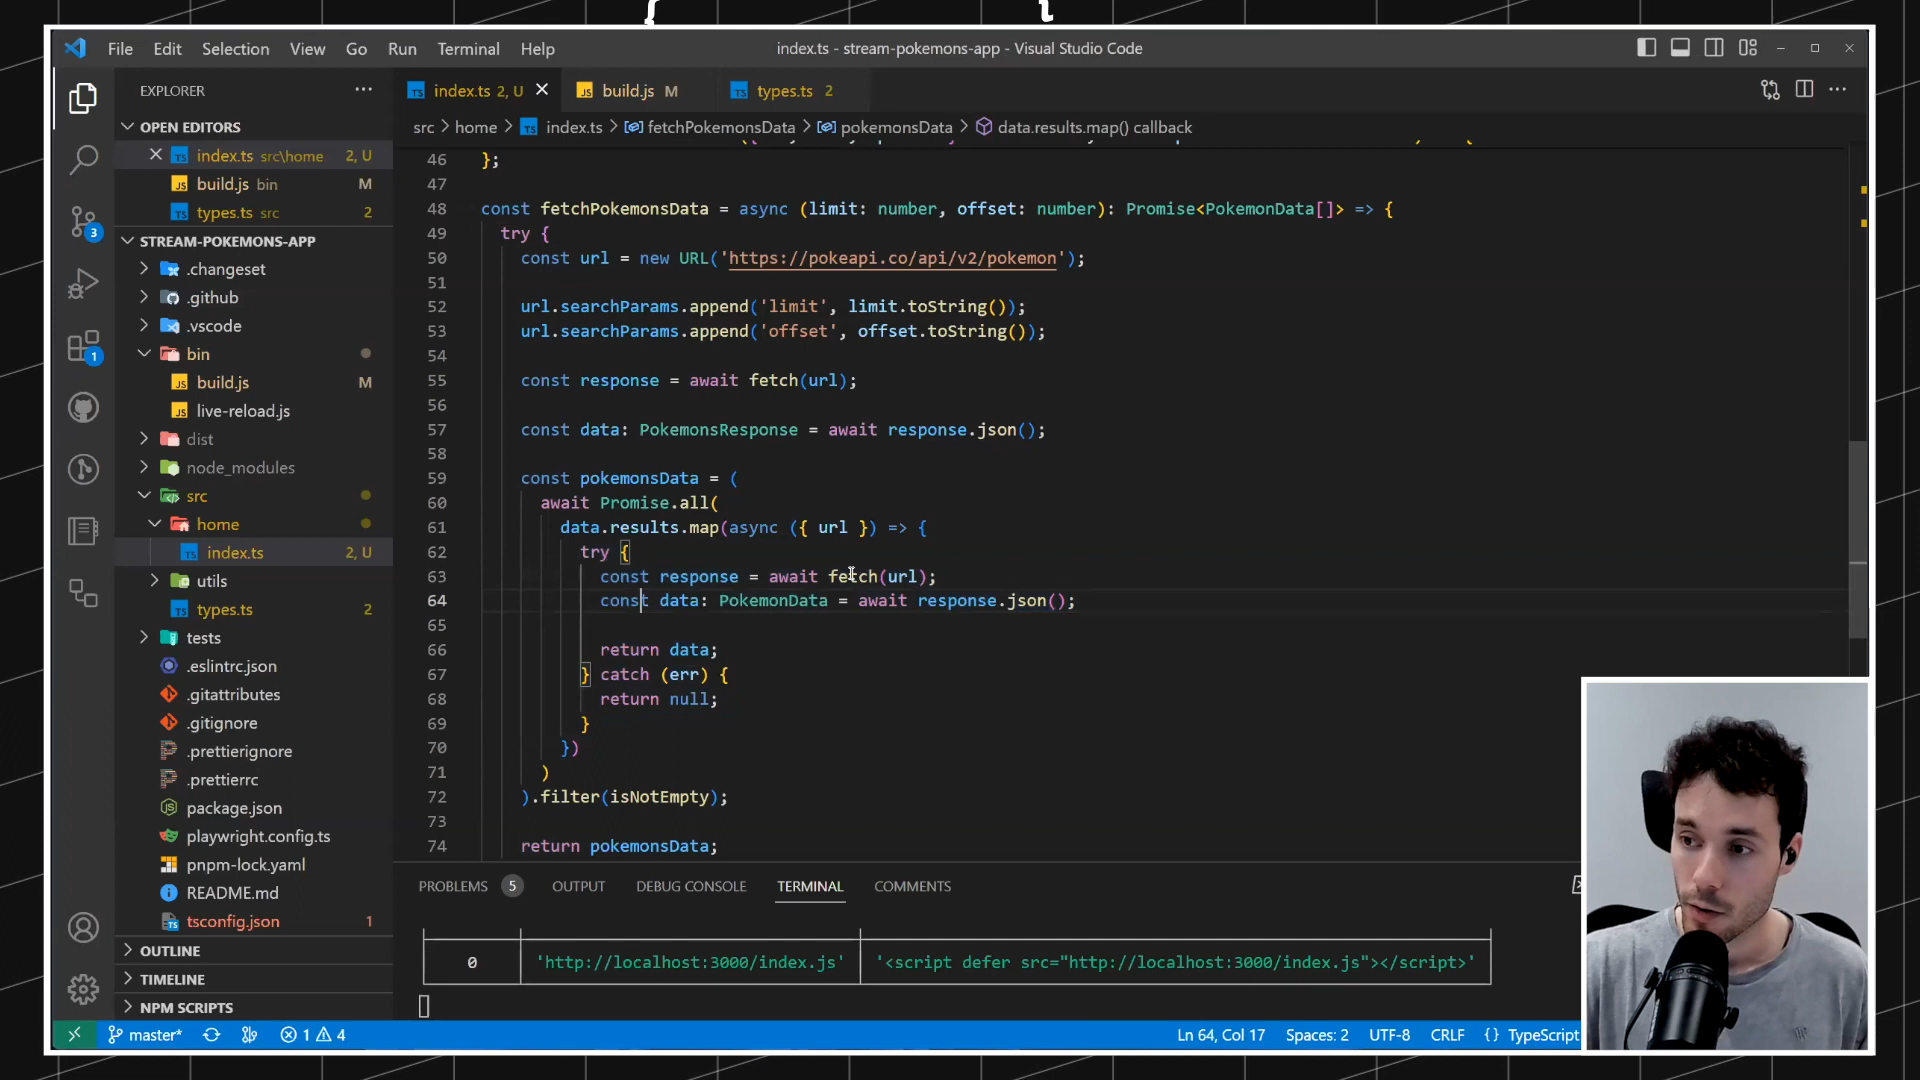 { {
File Edit Selection View Go Run Terminal Help
index.ts - stream-pokemons-app - Visual Studio Code
EXPLORER
index.ts 2, U
build.js M
types.ts 2
OPEN EDITORS
src > home > index.ts > fetchPokemonsData > pokemonsData > data.results.map() callback
index.ts src\home 2, U
build.js bin M
types.ts src 2
STREAM-POKEMONS-APP
.changeset
.github
.vscode
bin
build.js M
live-reload.js
dist
node_modules
src
home
index.ts 2, U
utils
types.ts 2
tests
.eslintrc.json
.gitattributes
.gitignore
.prettierignore
.prettierrc
package.json
playwright.config.ts
pnpm-lock.yaml
README.md
tsconfig.json 1
OUTLINE
TIMELINE
NPM SCRIPTS
3
1
46 };
47
48 const fetchPokemonsData = async (limit: number, offset: number): Promise<PokemonData[]> => {
49 try {
50 const url = new URL('https://pokeapi.co/api/v2/pokemon');
51
52 url.searchParams.append('limit', limit.toString());
53 url.searchParams.append('offset', offset.toString());
54
55 const response = await fetch(url);
56
57 const data: PokemonsResponse = await response.json();
58
59 const pokemonsData = (
60 await Promise.all(
61 data.results.map(async ({ url }) => {
62 try {
63 const response = await fetch(url);
64 const data: PokemonData = await response.json();
65
66 return data;
67 } catch (err) {
68 return null;
69 }
70 })
71 )
72 ).filter(isNotEmpty);
73
74 return pokemonsData;
PROBLEMS 5 OUTPUT DEBUG CONSOLE TERMINAL COMMENTS
0 'http://localhost:3000/index.js' '<script defer src="http://localhost:3000/index.js"></script>'
master* 1 4
Ln 64, Col 17 Spaces: 2 UTF-8 CRLF {} TypeScript